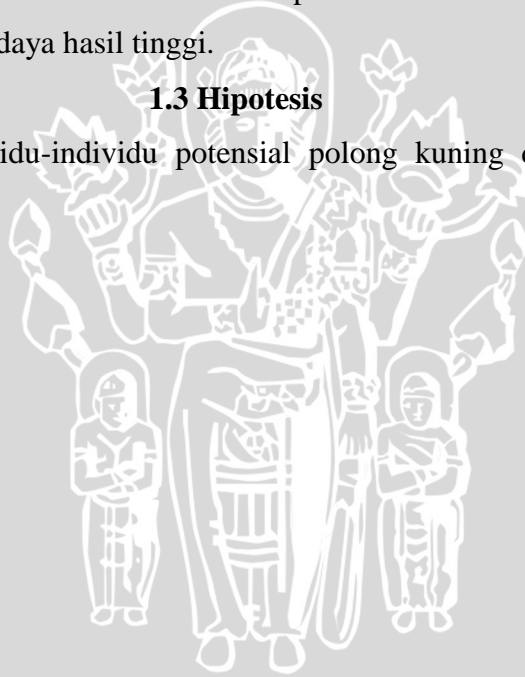 daya hasil tinggi.
1.3 Hipotesis
idu-individu potensial polong kuning